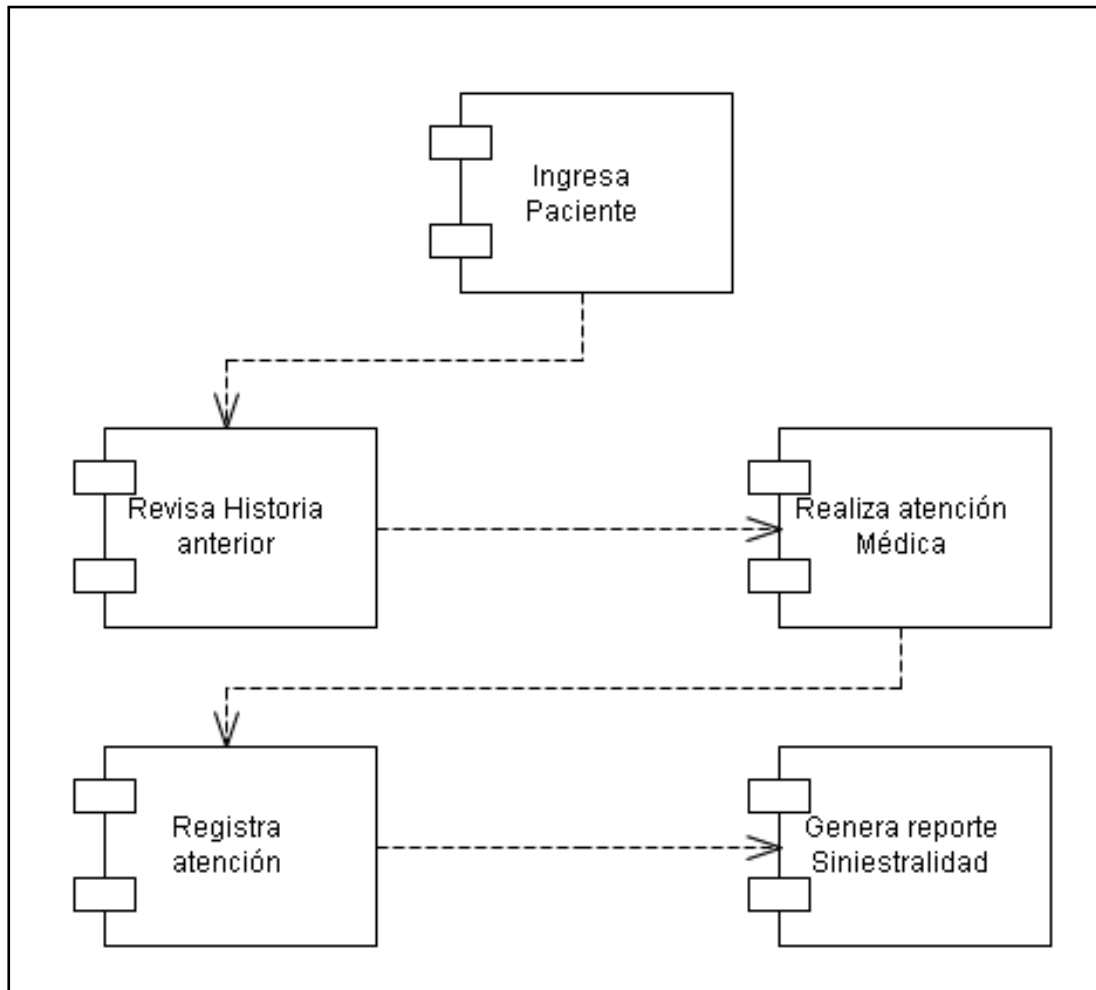 Ingresa
Paciente
Revisa Historia
anterior
Realiza atención
Médica
Registra
atención
Genera reporte
Siniestralidad